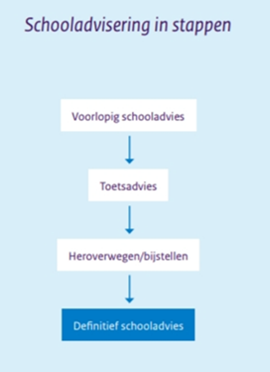 Schooladvisering in stappen
Voorlopig schooladvies
Toetsadvies
Heroverwegen/bijstellen
Definitief schooladvies